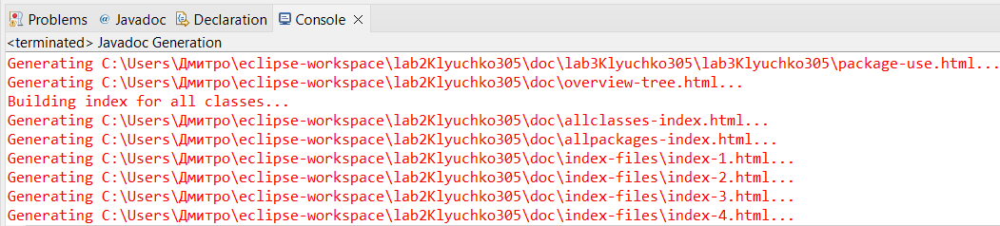 Problems @ Javadoc Declaration Console
<terminated> Javadoc Generation
Generating C:\Users\Дмитро\eclipse-workspace\lab2Klyuchko305\doc\lab3Klyuchko305\lab3Klyuchko305\package-use.html...
Generating C:\Users\Дмитро\eclipse-workspace\lab2Klyuchko305\doc\overview-tree.html...
Building index for all classes...
Generating C:\Users\Дмитро\eclipse-workspace\lab2Klyuchko305\doc\allclasses-index.html...
Generating C:\Users\Дмитро\eclipse-workspace\lab2Klyuchko305\doc\allpackages-index.html...
Generating C:\Users\Дмитро\eclipse-workspace\lab2Klyuchko305\doc\index-files\index-1.html...
Generating C:\Users\Дмитро\eclipse-workspace\lab2Klyuchko305\doc\index-files\index-2.html...
Generating C:\Users\Дмитро\eclipse-workspace\lab2Klyuchko305\doc\index-files\index-3.html...
Generating C:\Users\Дмитро\eclipse-workspace\lab2Klyuchko305\doc\index-files\index-4.html...